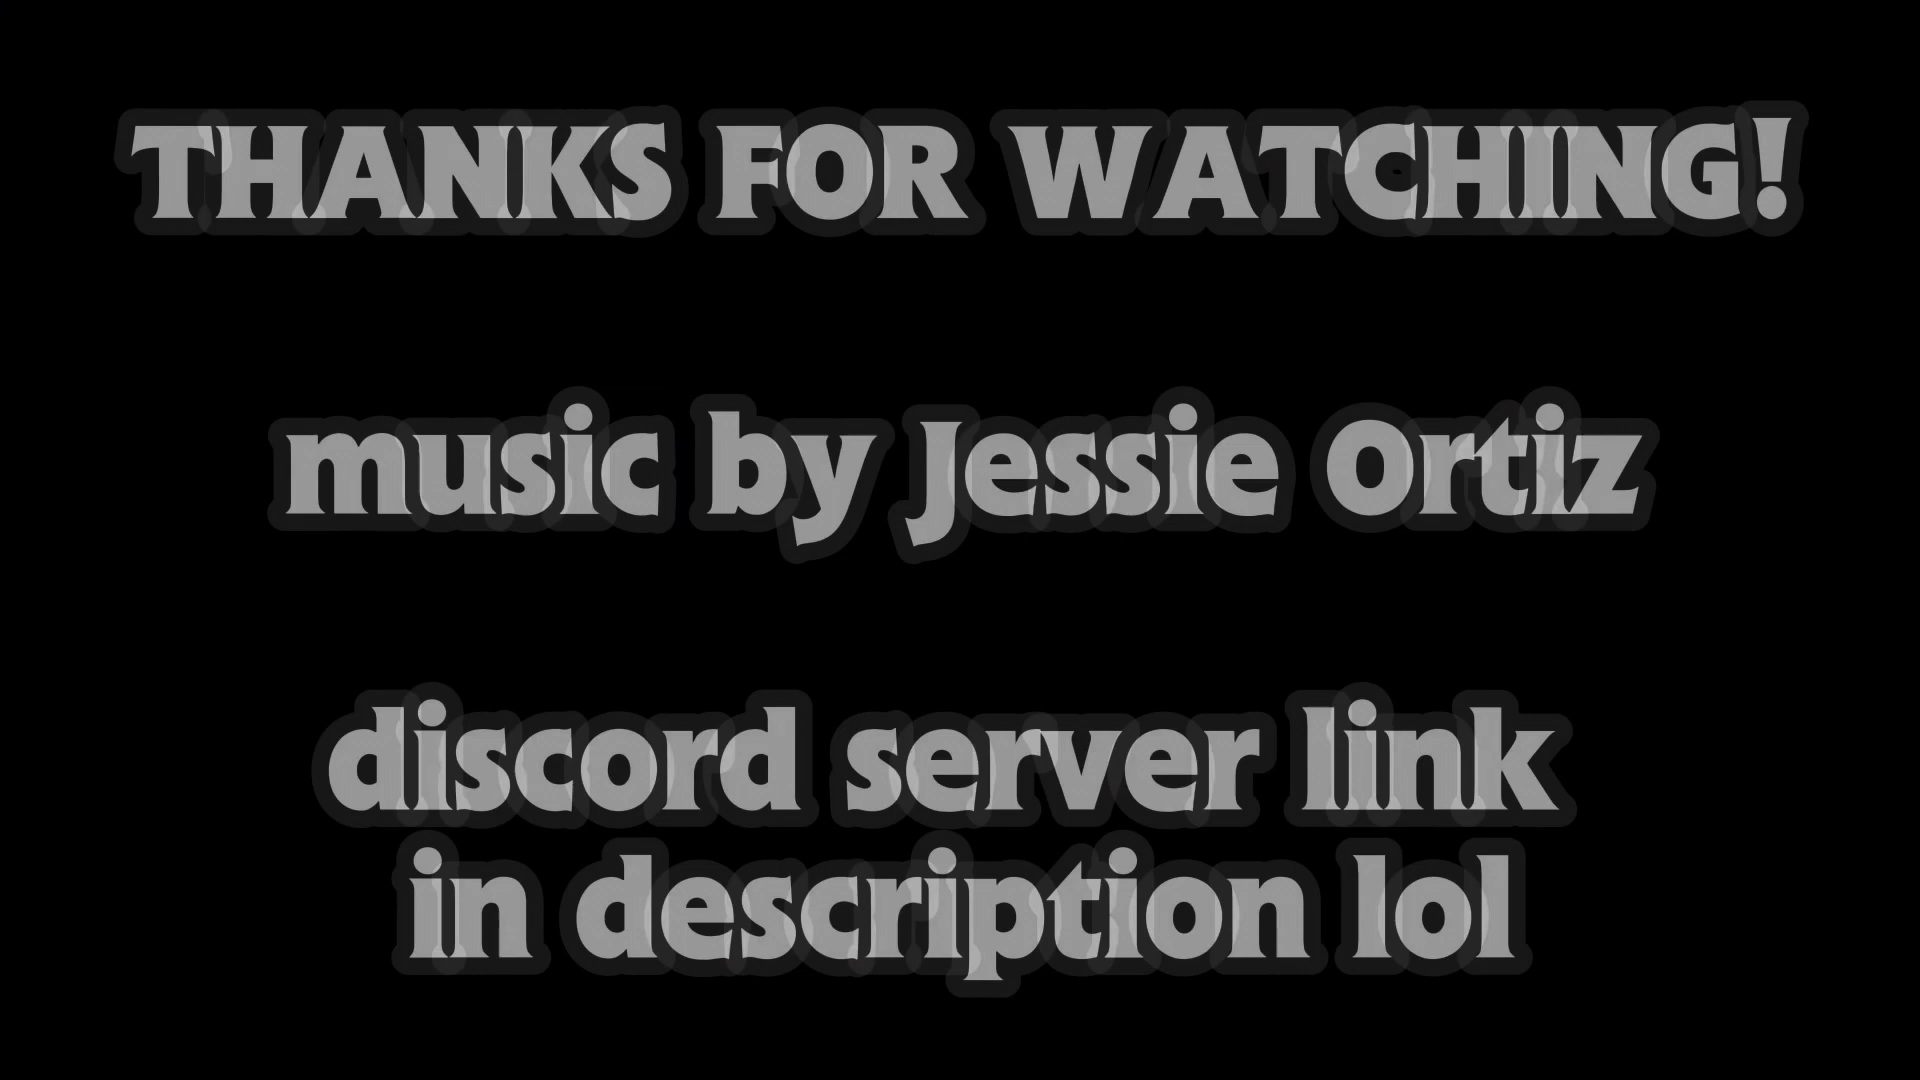 THANKS FOR WATCHING!
music by Jessie Ortiz
discord server link
in description lol